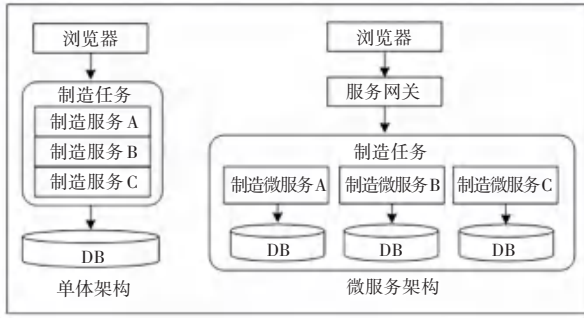 浏览器
制造任务
制造服务A
制造服务B
制造服务C
DB
单体架构
浏览器
服务网关
制造任务
制造微服务A
制造微服务B
制造微服务C
DB
DB
DB
微服务架构